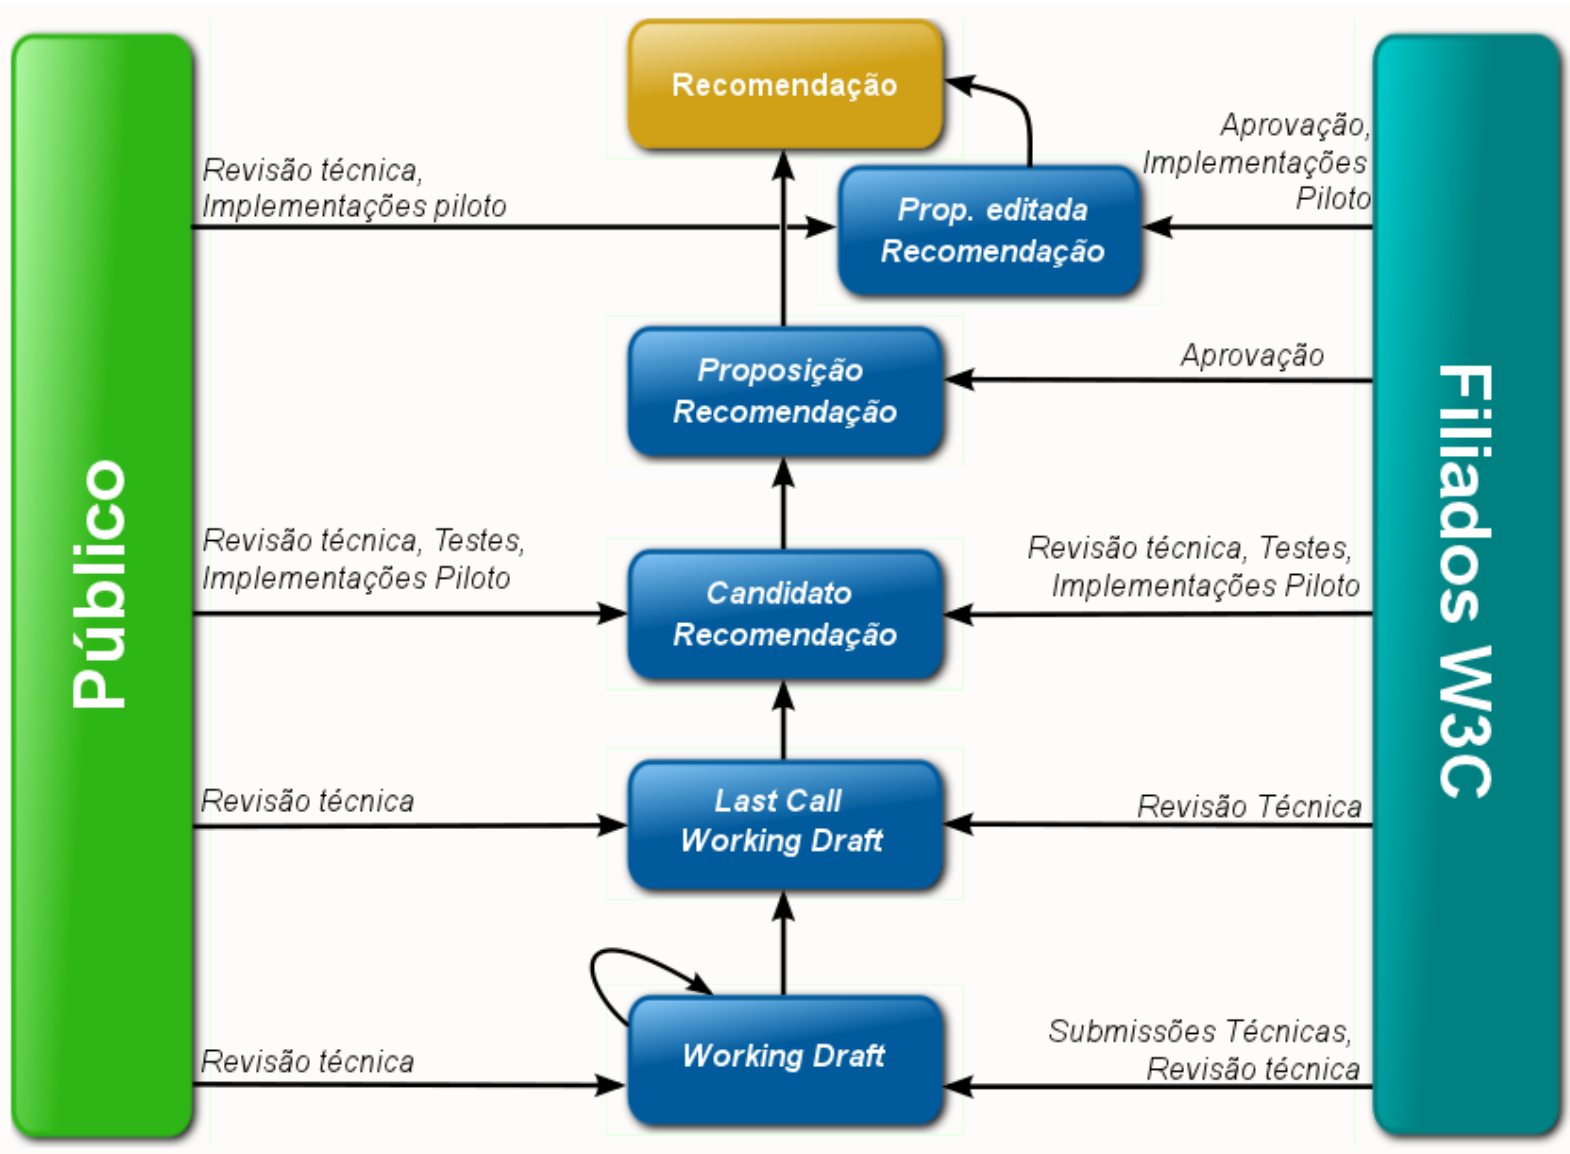 Recomendação
Aprovação,
Implementações
Piloto
Revisão técnica,
Implementações piloto
Prop. editada
Recomendação
Proposição
Recomendação
Aprovação
Público
Filiados W3C
Revisão técnica, Testes,
Implementações Piloto
Candidato
Recomendação
Revisão técnica, Testes,
Implementações Piloto
Revisão técnica
Last Call
Working Draft
Revisão Técnica
Revisão técnica
Working Draft
Submissões Técnicas,
Revisão técnica